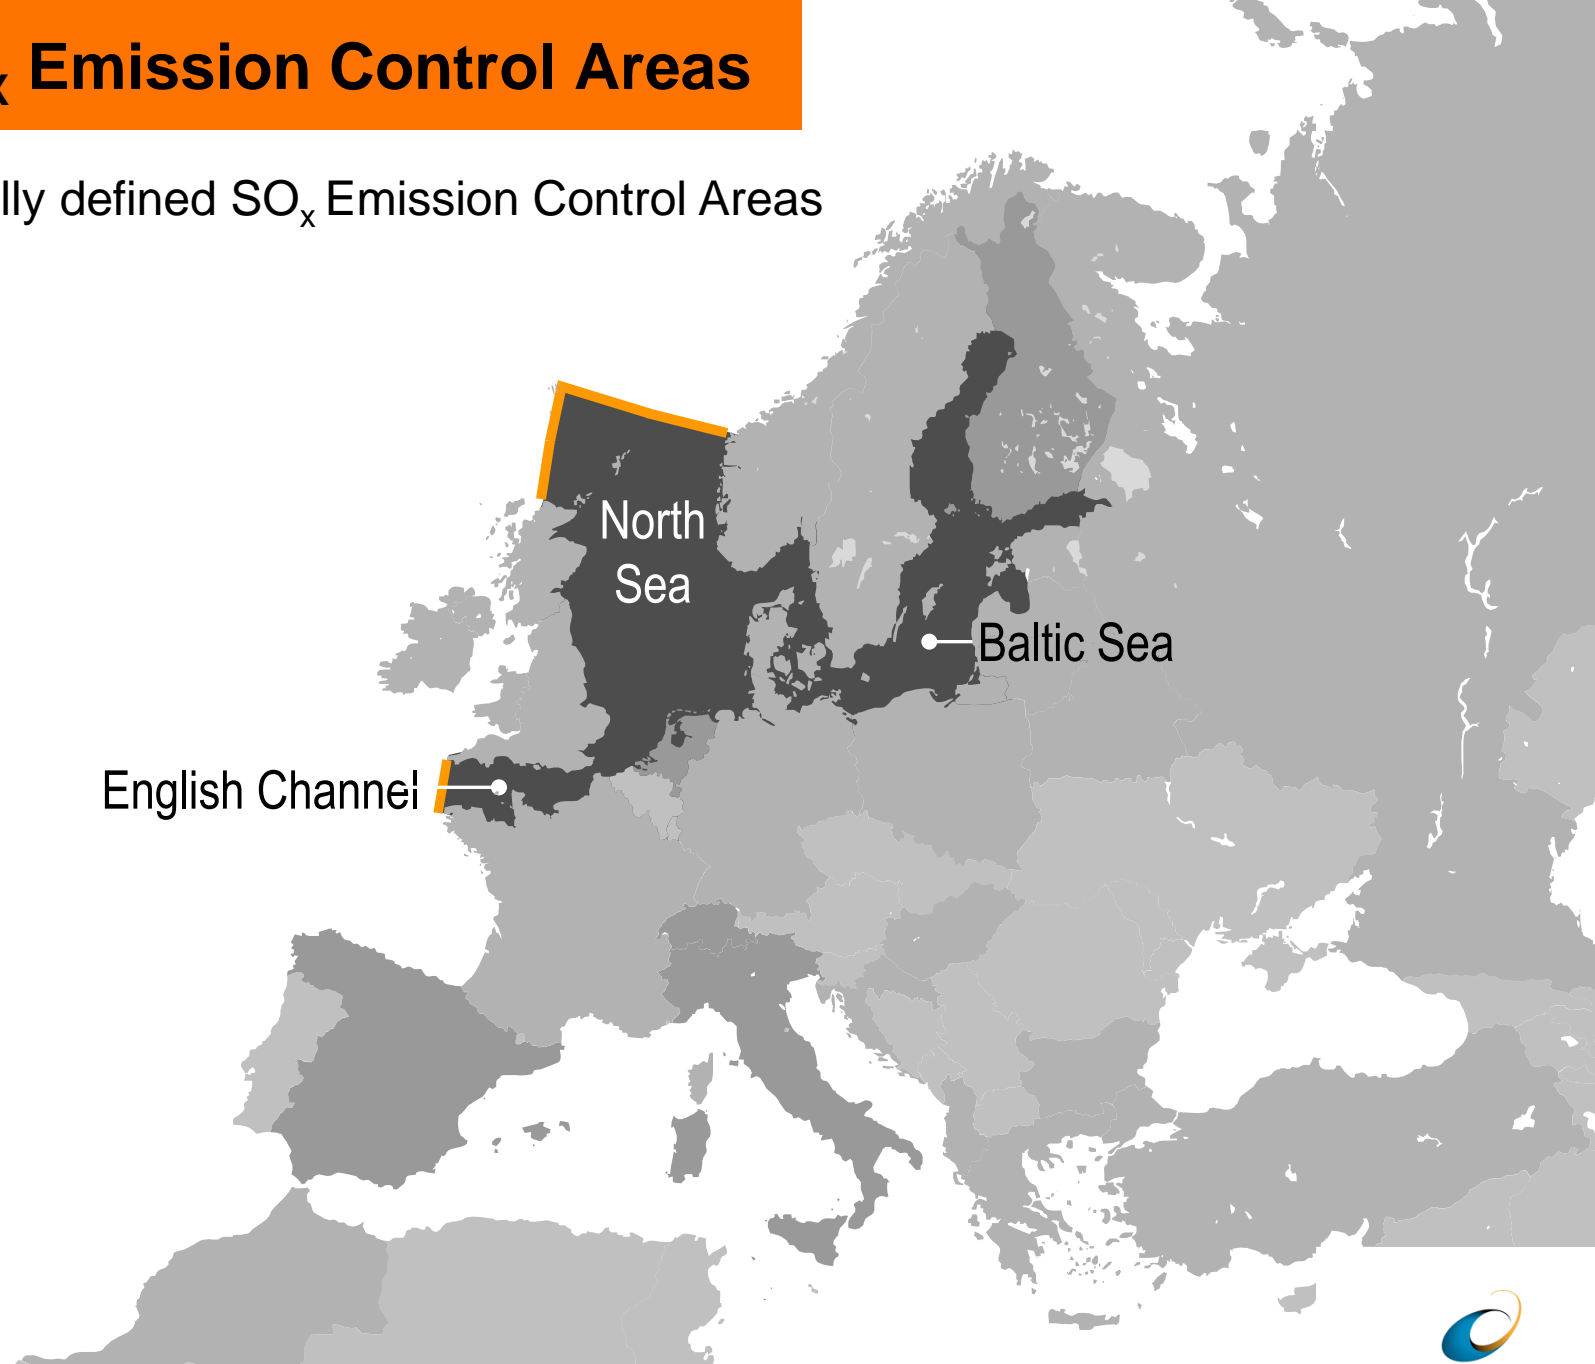 x Emission Control Areas
lly defined SOx Emission Control Areas
North
Sea
Baltic Sea
English Channel